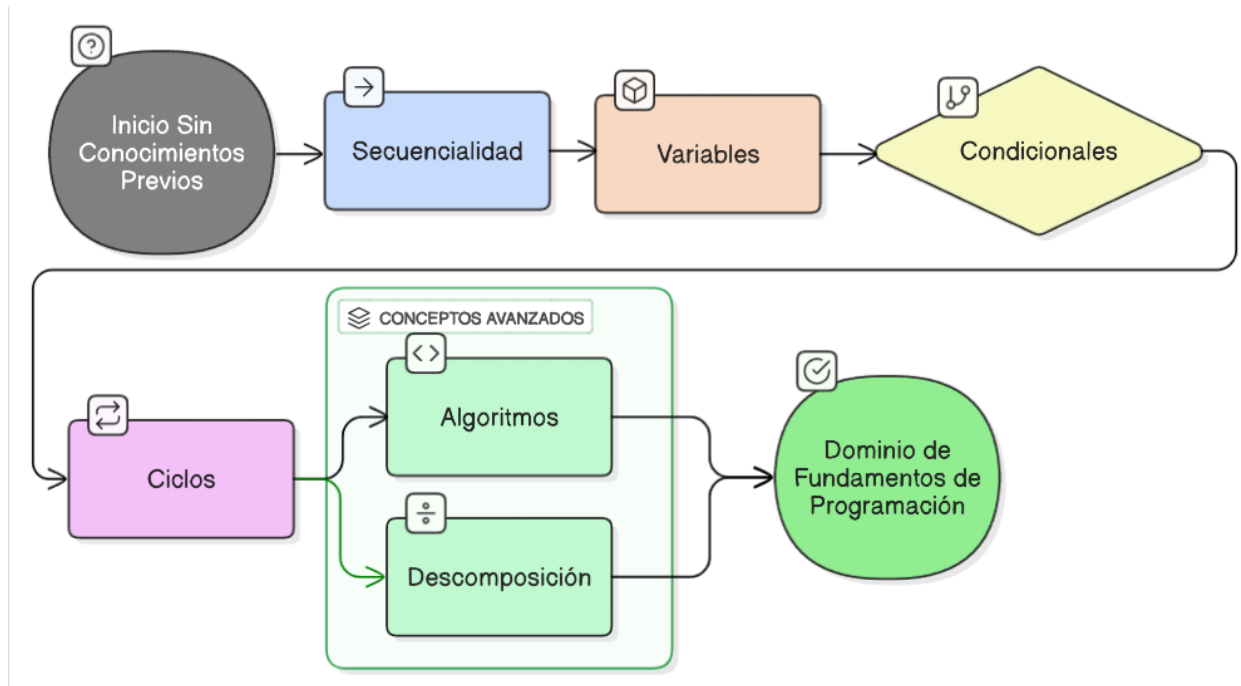 Inicio Sin
Conocimientos
Previos
Secuencialidad
Variables
Condicionales
Ciclos
CONCEPTOS AVANZADOS
Algoritmos
Descomposición
Dominio de
Fundamentos de
Programación